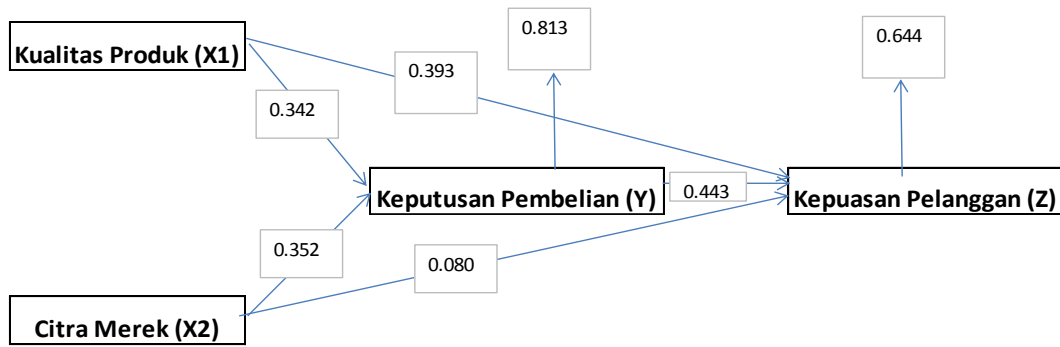 0.813
0.644
Kualitas Produk (X1)
0.393
0.342
Keputusan Pembelian (Y)
0.443
Kepuasan Pelanggan (Z)
0.352
0.080
Citra Merek (X2)